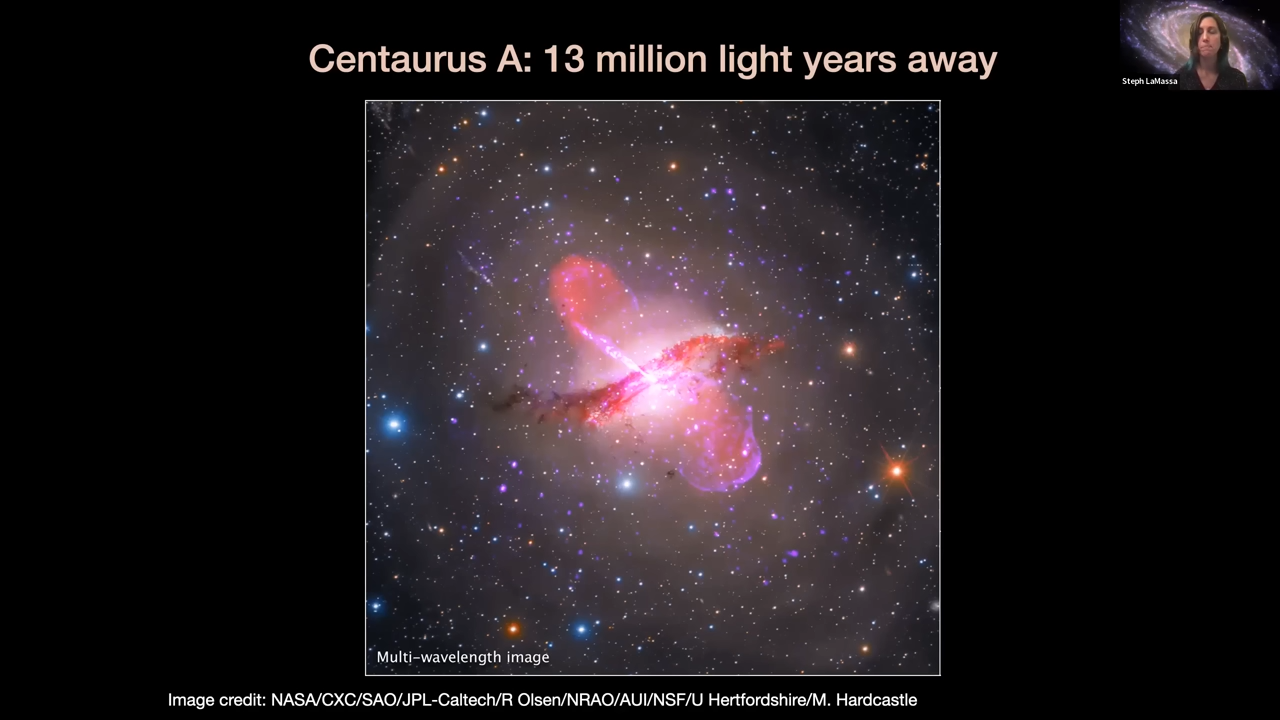 Centaurus A: 13 million light years away
Steph LaMassa
Multi-wavelength image
Image credit: NASA/CXC/SAO/JPL-Caltech/R Olsen/NRAO/AUI/NSF/U Hertfordshire/M. Hardcastle